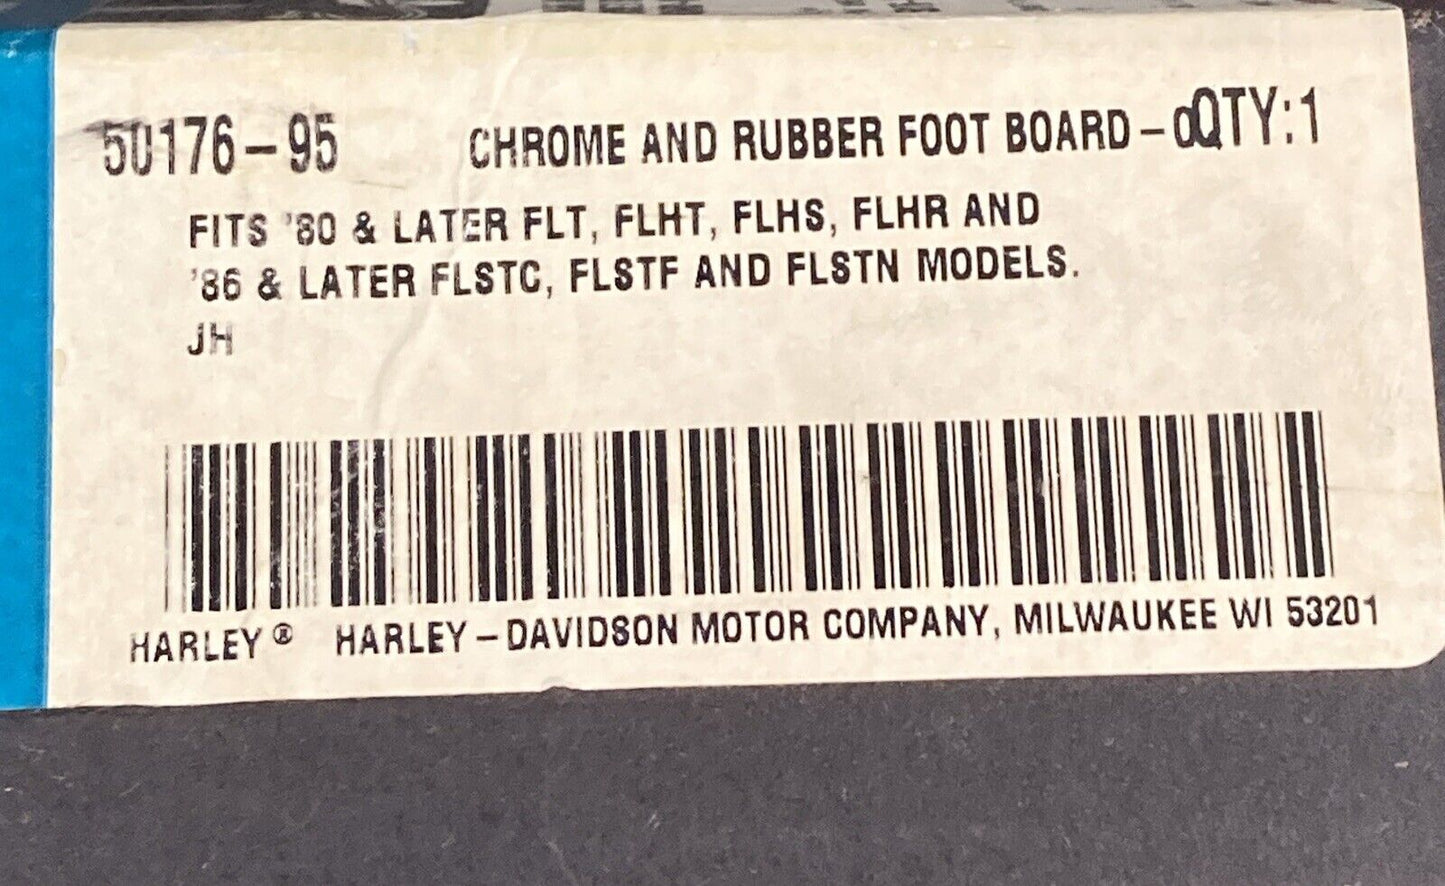 50176-95 CHROME AND RUBBER FOOT BOARD-OQTY:1
FITS '80 & LATER FLT, FLHT, FLHS, FLHR AND
'86 & LATER FLSTC, FLSTF AND FLSTN MODELS.
JH
HARLEY® HARLEY-DAVIDSON MOTOR COMPANY, MILWAUKEE WI 53201